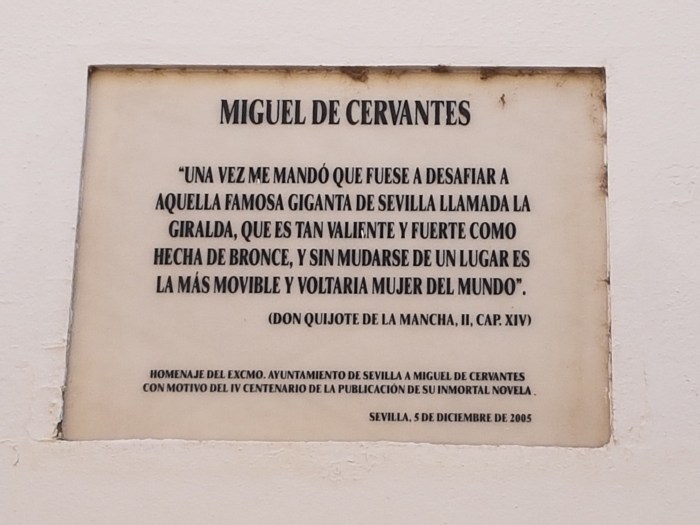 MIGUEL DE CERVANTES
"UNA VEZ ME MANDÓ QUE FUESE A DESAFIAR A
AQUELLA FAMOSA GIGANTA DE SEVILLA LLAMADA LA
GIRALDA, QUE ES TAN VALIENTE Y FUERTE COMO
HECHA DE BRONCE, Y SIN MUDARSE DE UN LUGAR ES
LA MÁS MOVIBLE Y VOLTARIA MUJER DEL MUNDO".
(DON QUIJOTE DE LA MANCHA, II, CAP. XIV)
HOMENAJE DEL EXCMO. AYUNTAMIENTO DE SEVILLA A MIGUEL DE CERVANTES
CON MOTIVO DEL IV CENTENARIO DE LA PUBLICACIÓN DE SU INMORTAL NOVELA.
SEVILLA, 5 DE DICIEMBRE DE 2005